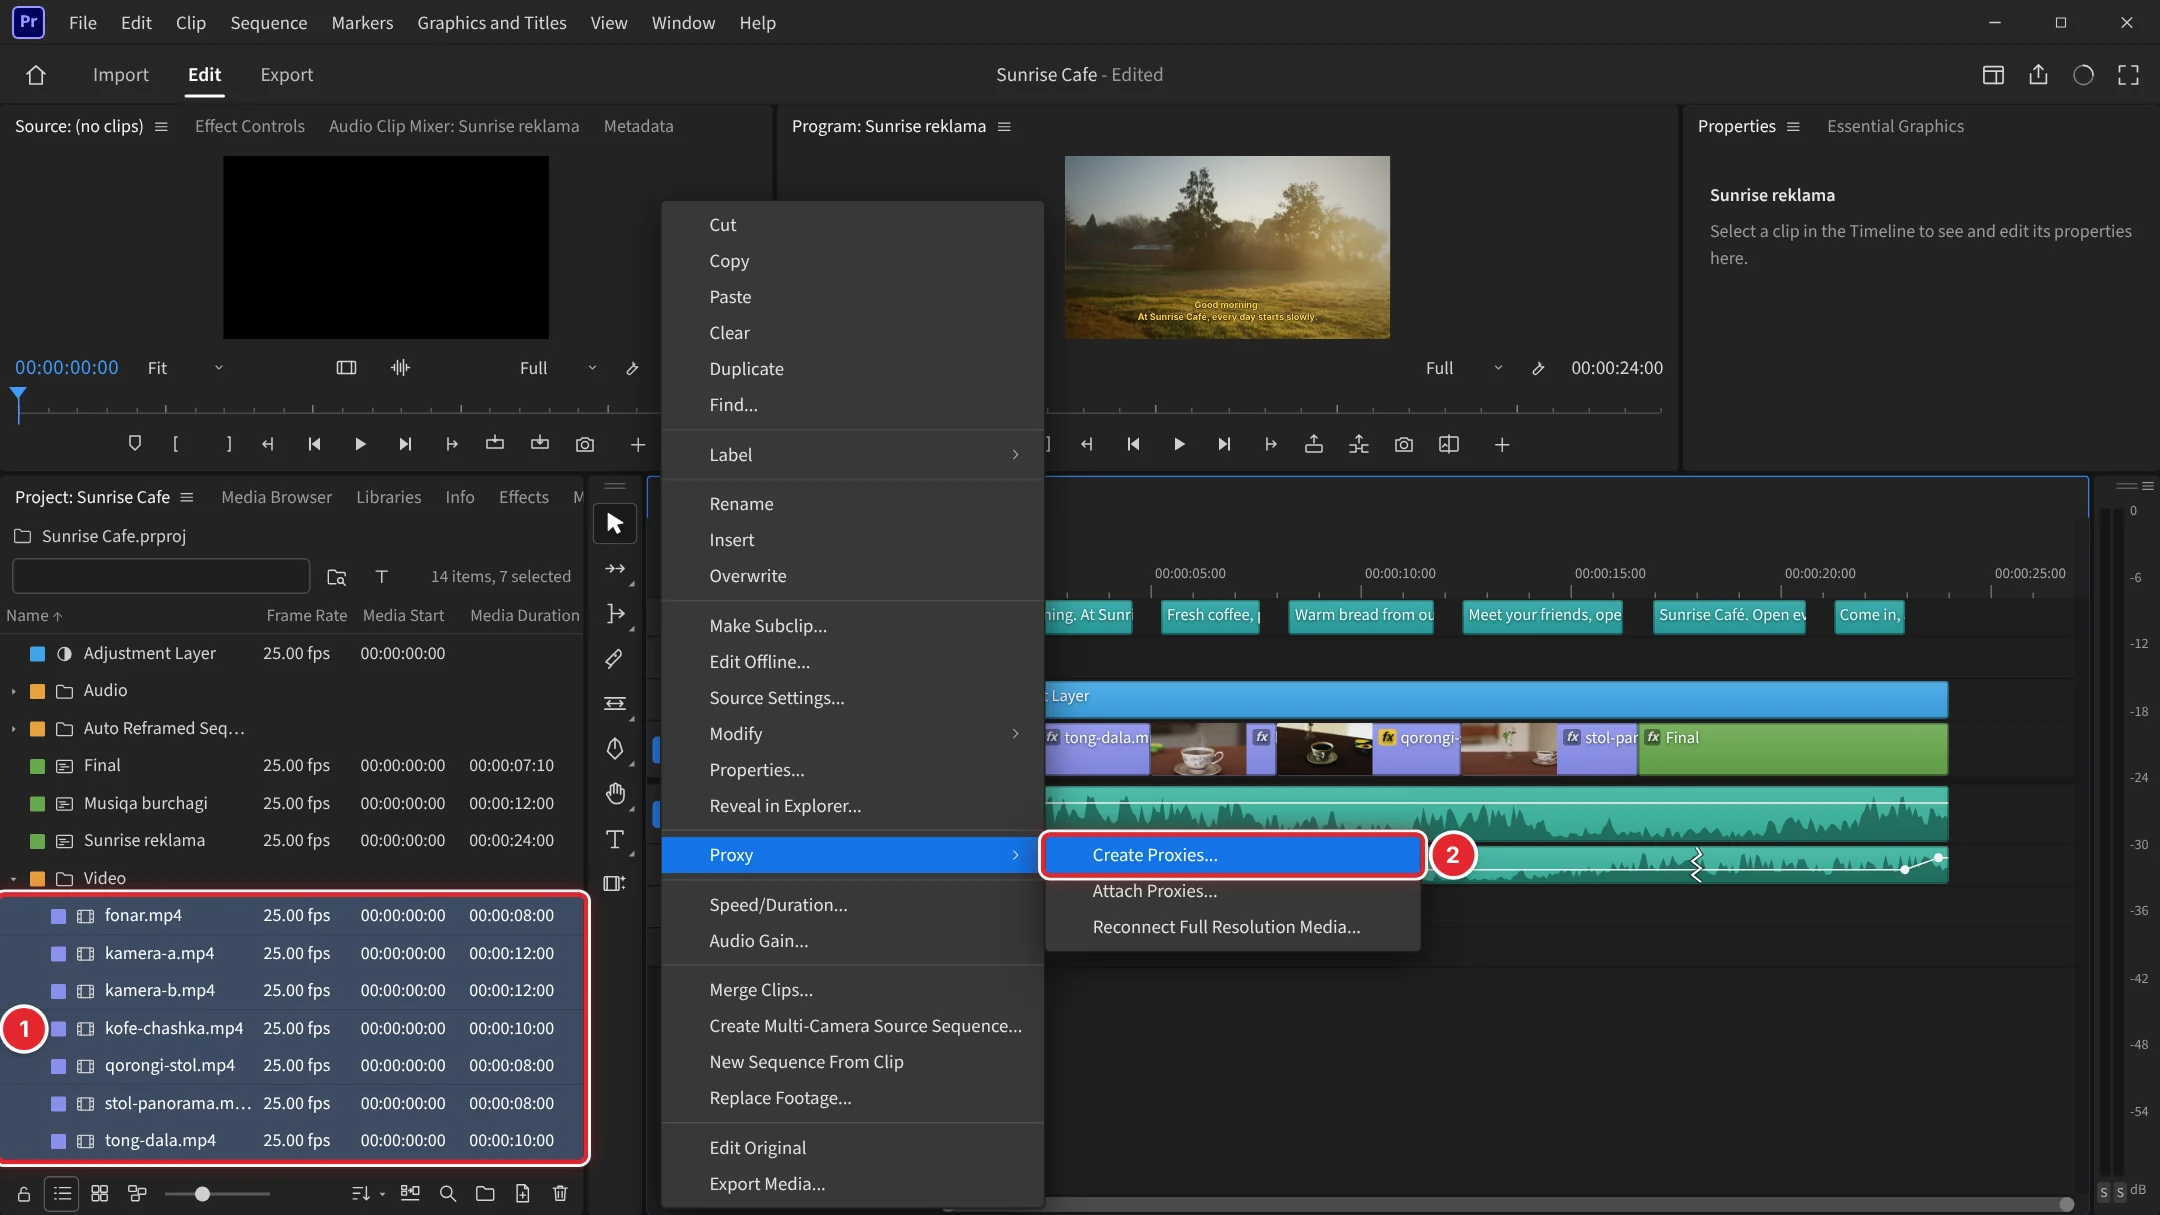 Pr File Edit Clip Sequence Markers Graphics and Titles View Window Help
Import Edit Export Sunrise Cafe - Edited
Source: (no clips) Effect Controls Audio Clip Mixer: Sunrise reklama Metadata
Program: Sunrise reklama
Properties Essential Graphics
Sunrise reklama
Select a clip in the Timeline to see and edit its properties
here.
Good morning.
At Sunrise Café, every day starts slowly.
00:00:00:00 Fit Full
Full 00:00:24:00
Cut
Copy
Paste
Clear
Duplicate
Find...
Label
Rename
Insert
Overwrite
Make Subclip...
Edit Offline...
Source Settings...
Modify
Properties...
Reveal in Explorer...
Proxy
Speed/Duration...
Audio Gain...
Merge Clips...
Create Multi-Camera Source Sequence...
New Sequence From Clip
Replace Footage...
Edit Original
Export Media...
Create Proxies...
2
Attach Proxies...
Reconnect Full Resolution Media...
Project: Sunrise Cafe Media Browser Libraries Info Effects M
Sunrise Cafe.prproj
14 items, 7 selected
Name Frame Rate Media Start Media Duration
Adjustment Layer 25.00 fps 00:00:00:00
Audio
Auto Reframed Seq...
Final 25.00 fps 00:00:00:00 00:00:07:10
Musiqa burchagi 25.00 fps 00:00:00:00 00:00:12:00
Sunrise reklama 25.00 fps 00:00:00:00 00:00:24:00
Video
fonar.mp4 25.00 fps 00:00:00:00 00:00:08:00
kamera-a.mp4 25.00 fps 00:00:00:00 00:00:12:00
kamera-b.mp4 25.00 fps 00:00:00:00 00:00:12:00
1
kofe-chashka.mp4 25.00 fps 00:00:00:00 00:00:10:00
qorongi-stol.mp4 25.00 fps 00:00:00:00 00:00:08:00
stol-panorama.m... 25.00 fps 00:00:00:00 00:00:08:00
tong-dala.mp4 25.00 fps 00:00:00:00 00:00:10:00
00:00:05:00 00:00:10:00 00:00:15:00 00:00:20:00 00:00:25:00
ning. At Sunri Fresh coffee, Warm bread from ou Meet your friends, ope Sunrise Café. Open ev Come in,
t Layer
fx tong-dala.m fx fx qorongi- fx stol-par fx Final
0
-6
-12
-18
-24
-30
-36
-42
-48
-54
S S dB